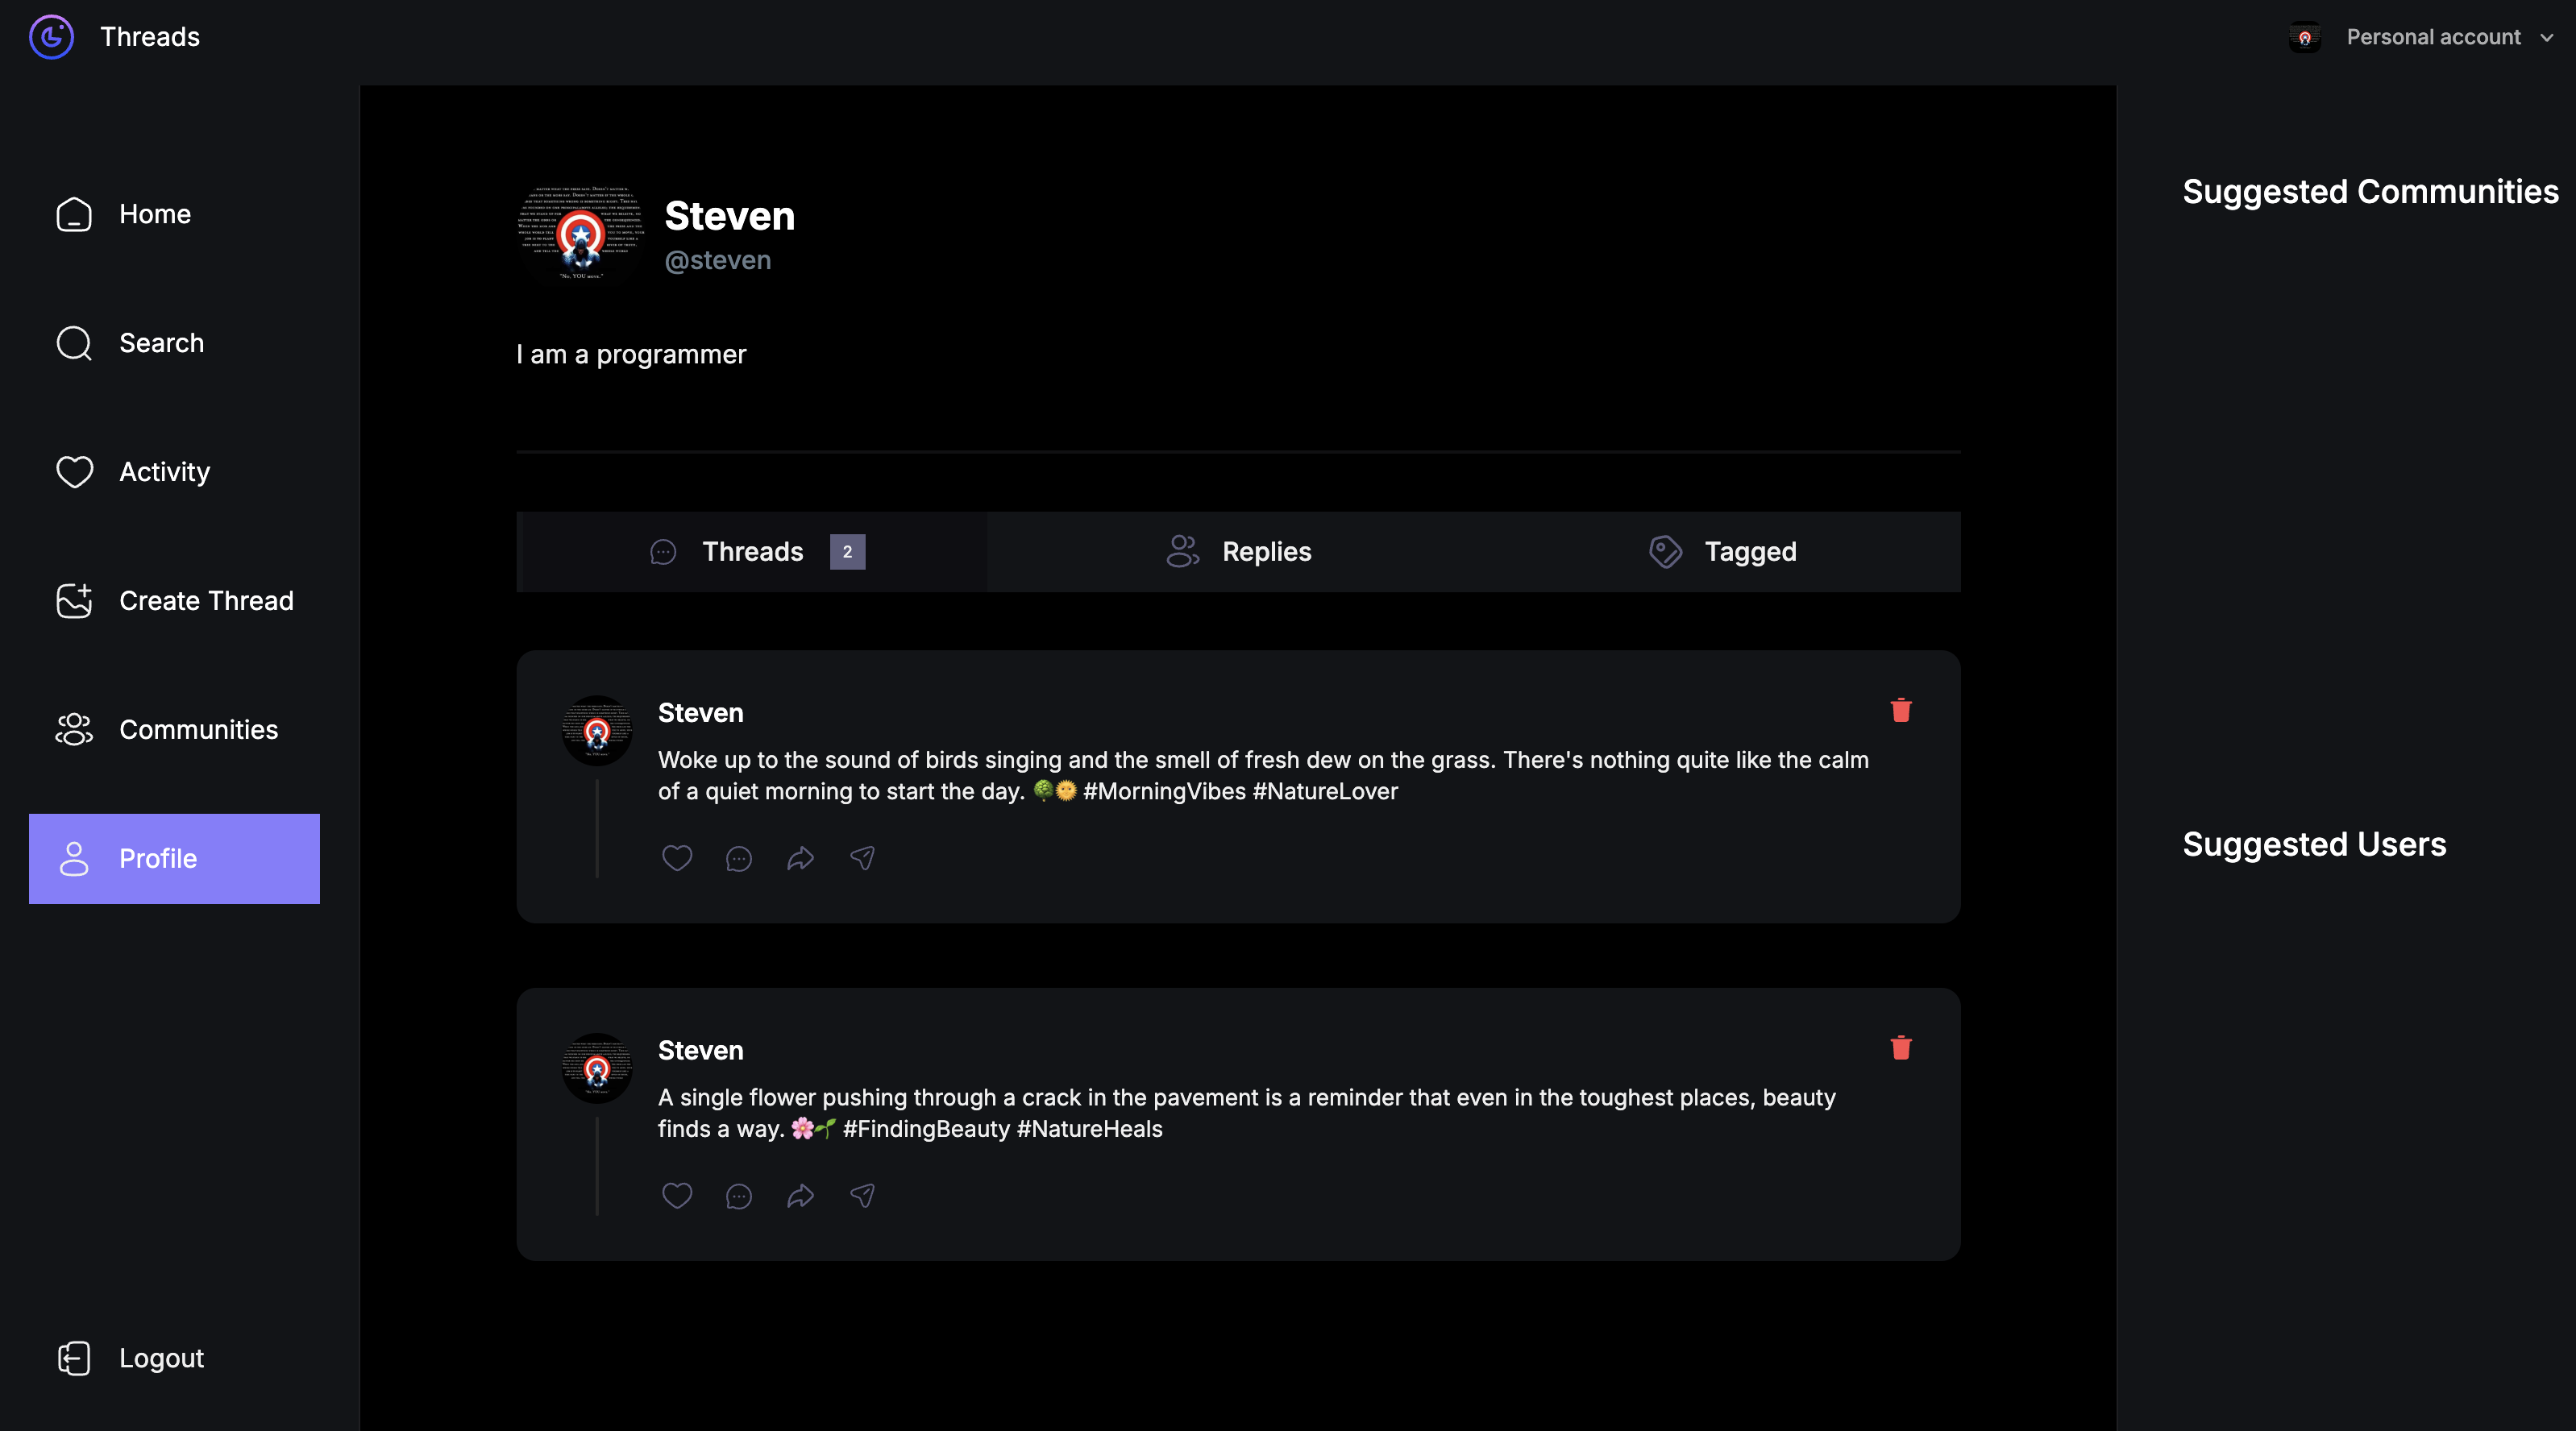 Threads
Personal account
Home
Search
Activity
Create Thread
Communities
Profile
Logout
"No, YOU move."
Steven
@steven
I am a programmer
Threads 2
Replies
Tagged
Steven
Woke up to the sound of birds singing and the smell of fresh dew on the grass. There's nothing quite like the calm
of a quiet morning to start the day. 🌳🌞 #MorningVibes #NatureLover
Steven
A single flower pushing through a crack in the pavement is a reminder that even in the toughest places, beauty
finds a way. 🌸🌱 #FindingBeauty #NatureHeals
Suggested Communities
Suggested Users